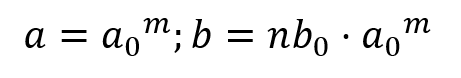 a = a₀ᵐ; b = nb₀ · a₀ᵐ